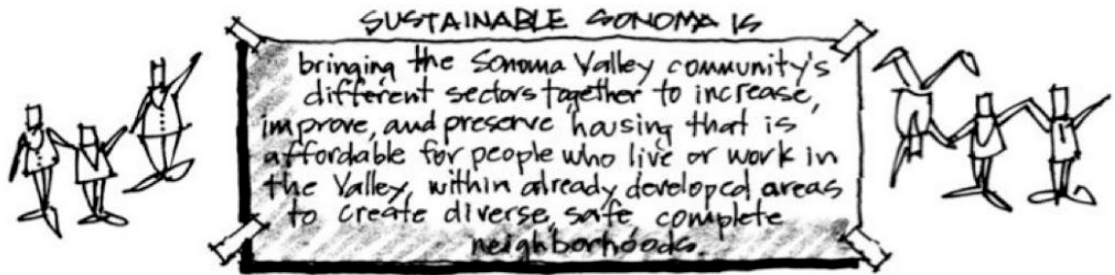 SUSTAINABLE SONOMA IS
bringing the Sonoma Valley community's
different sectors together to increase,
improve, and preserve housing that is
affordable for people who live or work in
the Valley, within already developed areas
to create diverse, safe, complete
neighborhoods.